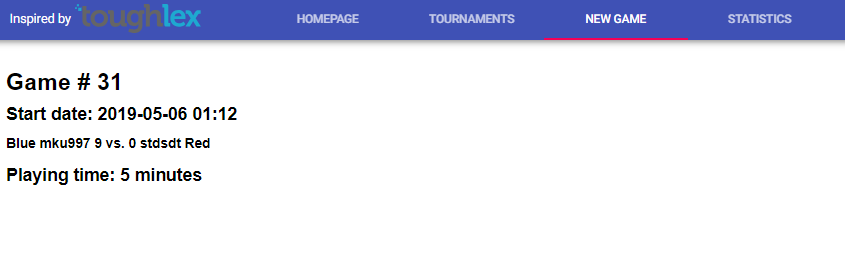 Inspired by toughlex HOMEPAGE TOURNAMENTS NEW GAME STATISTICS
Game # 31
Start date: 2019-05-06 01:12
Blue mku997 9 vs. 0 stdsdt Red
Playing time: 5 minutes